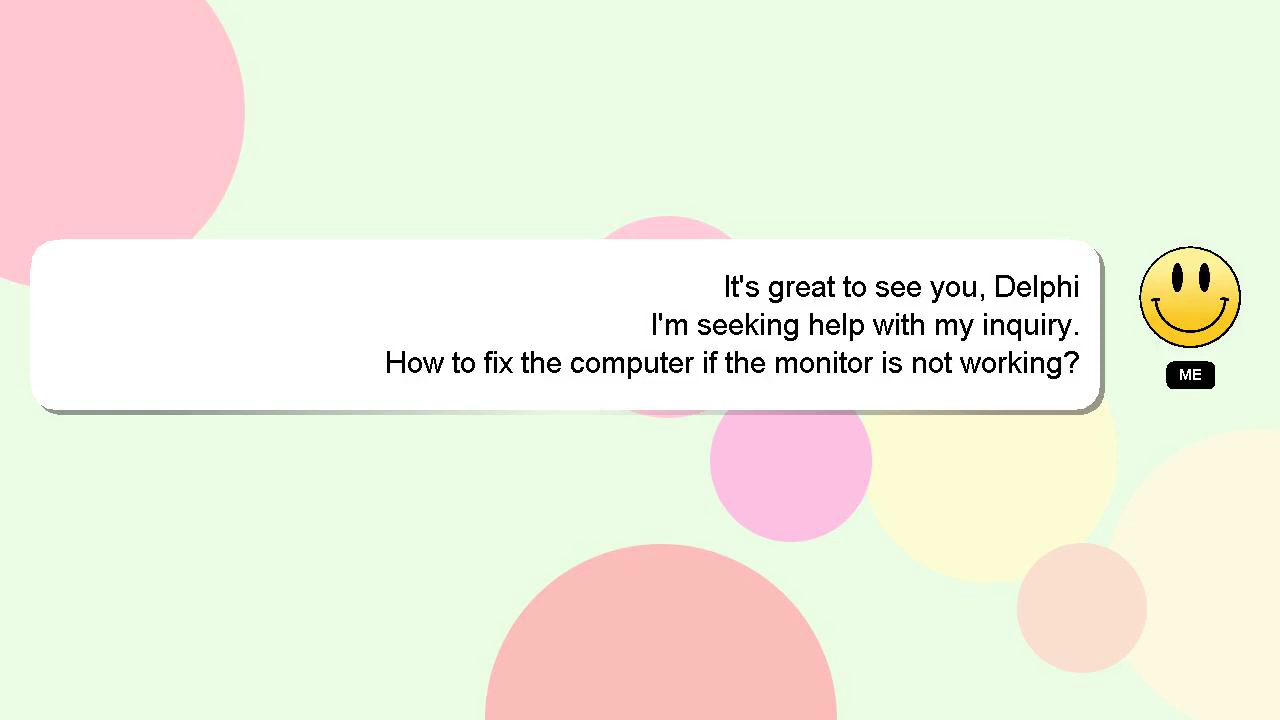 It's great to see you, Delphi
I'm seeking help with my inquiry.
How to fix the computer if the monitor is not working?
ME